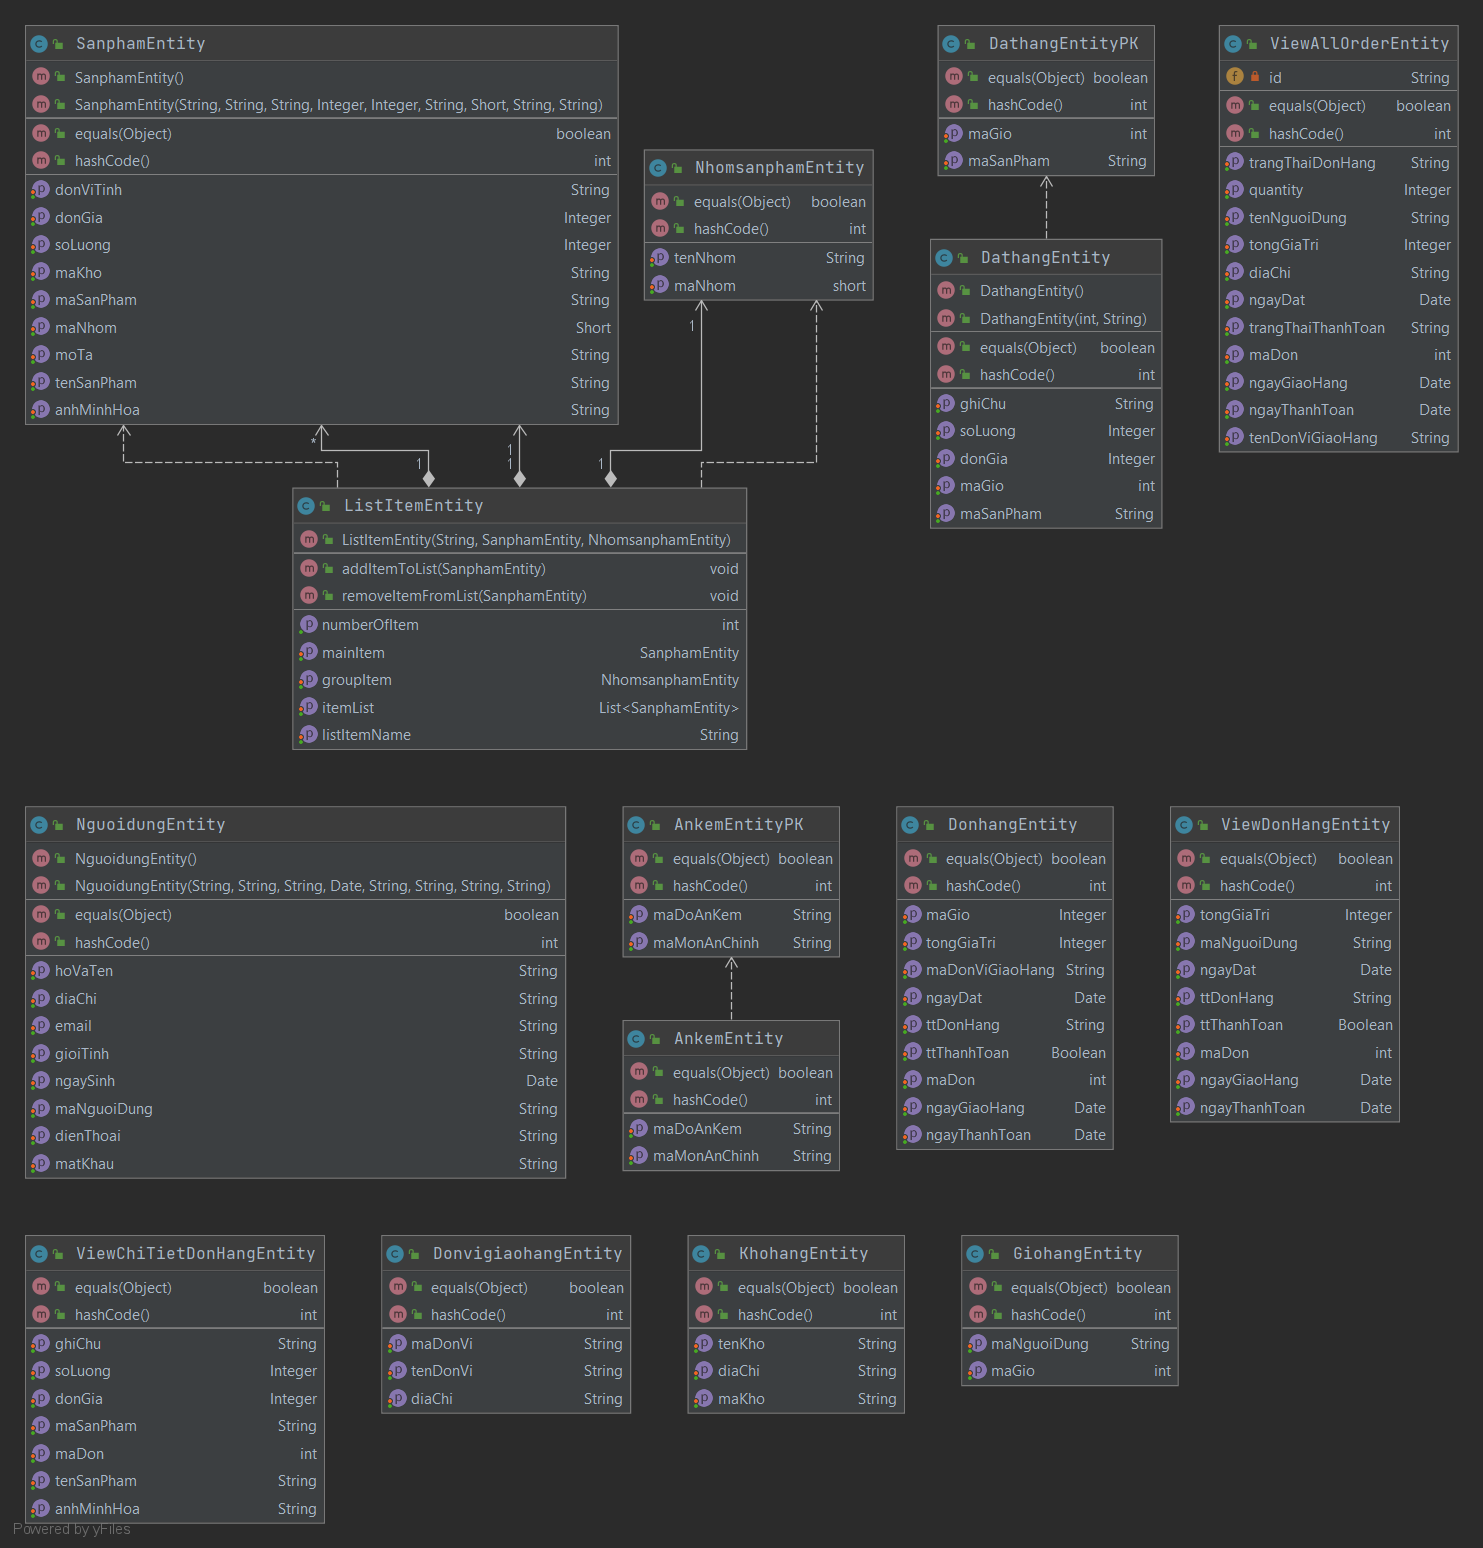 SanphamEntity
SanphamEntity()
SanphamEntity(String, String, String, Integer, Integer, String, Short, String, String)
equals(Object) boolean
hashCode() int
donViTinh String
donGia Integer
soLuong Integer
maKho String
maSanPham String
maNhom Short
moTa String
tenSanPham String
anhMinhHoa String
NhomsanphamEntity
equals(Object) boolean
hashCode() int
tenNhom String
maNhom short
DathangEntityPK
equals(Object) boolean
hashCode() int
maGio int
maSanPham String
DathangEntity
DathangEntity()
DathangEntity(int, String)
equals(Object) boolean
hashCode() int
ghiChu String
soLuong Integer
donGia Integer
maGio int
maSanPham String
ViewAllOrderEntity
id String
equals(Object) boolean
hashCode() int
trangThaiDonHang String
quantity Integer
tenNguoiDung String
tongGiaTri Integer
diaChi String
ngayDat Date
trangThaiThanhToan String
maDon int
ngayGiaoHang Date
ngayThanhToan Date
tenDonViGiaoHang String
1
* 1
1 1 1
ListItemEntity
ListItemEntity(String, SanphamEntity, NhomsanphamEntity)
addItemToList(SanphamEntity) void
removeItemFromList(SanphamEntity) void
numberOfItem int
mainItem SanphamEntity
groupItem NhomsanphamEntity
itemList List<SanphamEntity>
listItemName String
NguoidungEntity
NguoidungEntity()
NguoidungEntity(String, String, String, Date, String, String, String, String)
equals(Object) boolean
hashCode() int
hoVaTen String
diaChi String
email String
gioiTinh String
ngaySinh Date
maNguoiDung String
dienThoai String
matKhau String
AnkemEntityPK
equals(Object) boolean
hashCode() int
maDoAnKem String
maMonAnChinh String
AnkemEntity
equals(Object) boolean
hashCode() int
maDoAnKem String
maMonAnChinh String
DonhangEntity
equals(Object) boolean
hashCode() int
maGio Integer
tongGiaTri Integer
maDonViGiaoHang String
ngayDat Date
ttDonHang String
ttThanhToan Boolean
maDon int
ngayGiaoHang Date
ngayThanhToan Date
ViewDonHangEntity
equals(Object) boolean
hashCode() int
tongGiaTri Integer
maNguoiDung String
ngayDat Date
ttDonHang String
ttThanhToan Boolean
maDon int
ngayGiaoHang Date
ngayThanhToan Date
ViewChiTietDonHangEntity
equals(Object) boolean
hashCode() int
ghiChu String
soLuong Integer
donGia Integer
maSanPham String
maDon int
tenSanPham String
anhMinhHoa String
DonvigiaohangEntity
equals(Object) boolean
hashCode() int
maDonVi String
tenDonVi String
diaChi String
KhohangEntity
equals(Object) boolean
hashCode() int
tenKho String
diaChi String
maKho String
GiohangEntity
equals(Object) boolean
hashCode() int
maNguoiDung String
maGio int
Powered by yFiles